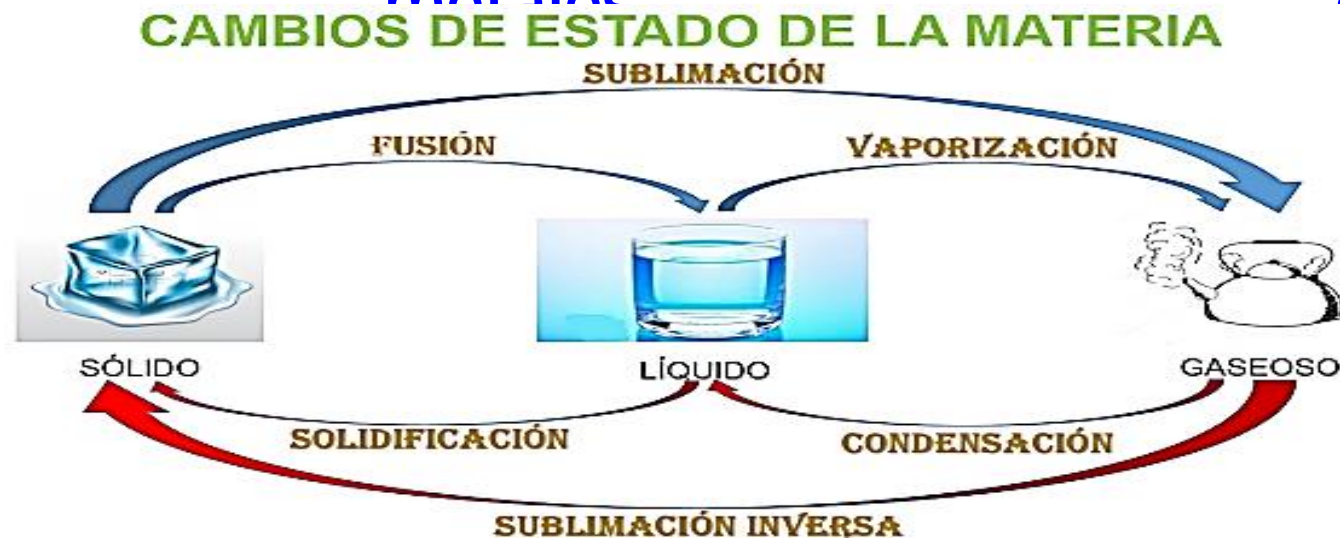 CAMBIOS DE ESTADO DE LA MATERIA
SUBLIMACIÓN
FUSIÓN
VAPORIZACIÓN
SÓLIDO
LÍQUIDO
GASEOSO
SOLIDIFICACIÓN
CONDENSACIÓN
SUBLIMACIÓN INVERSA